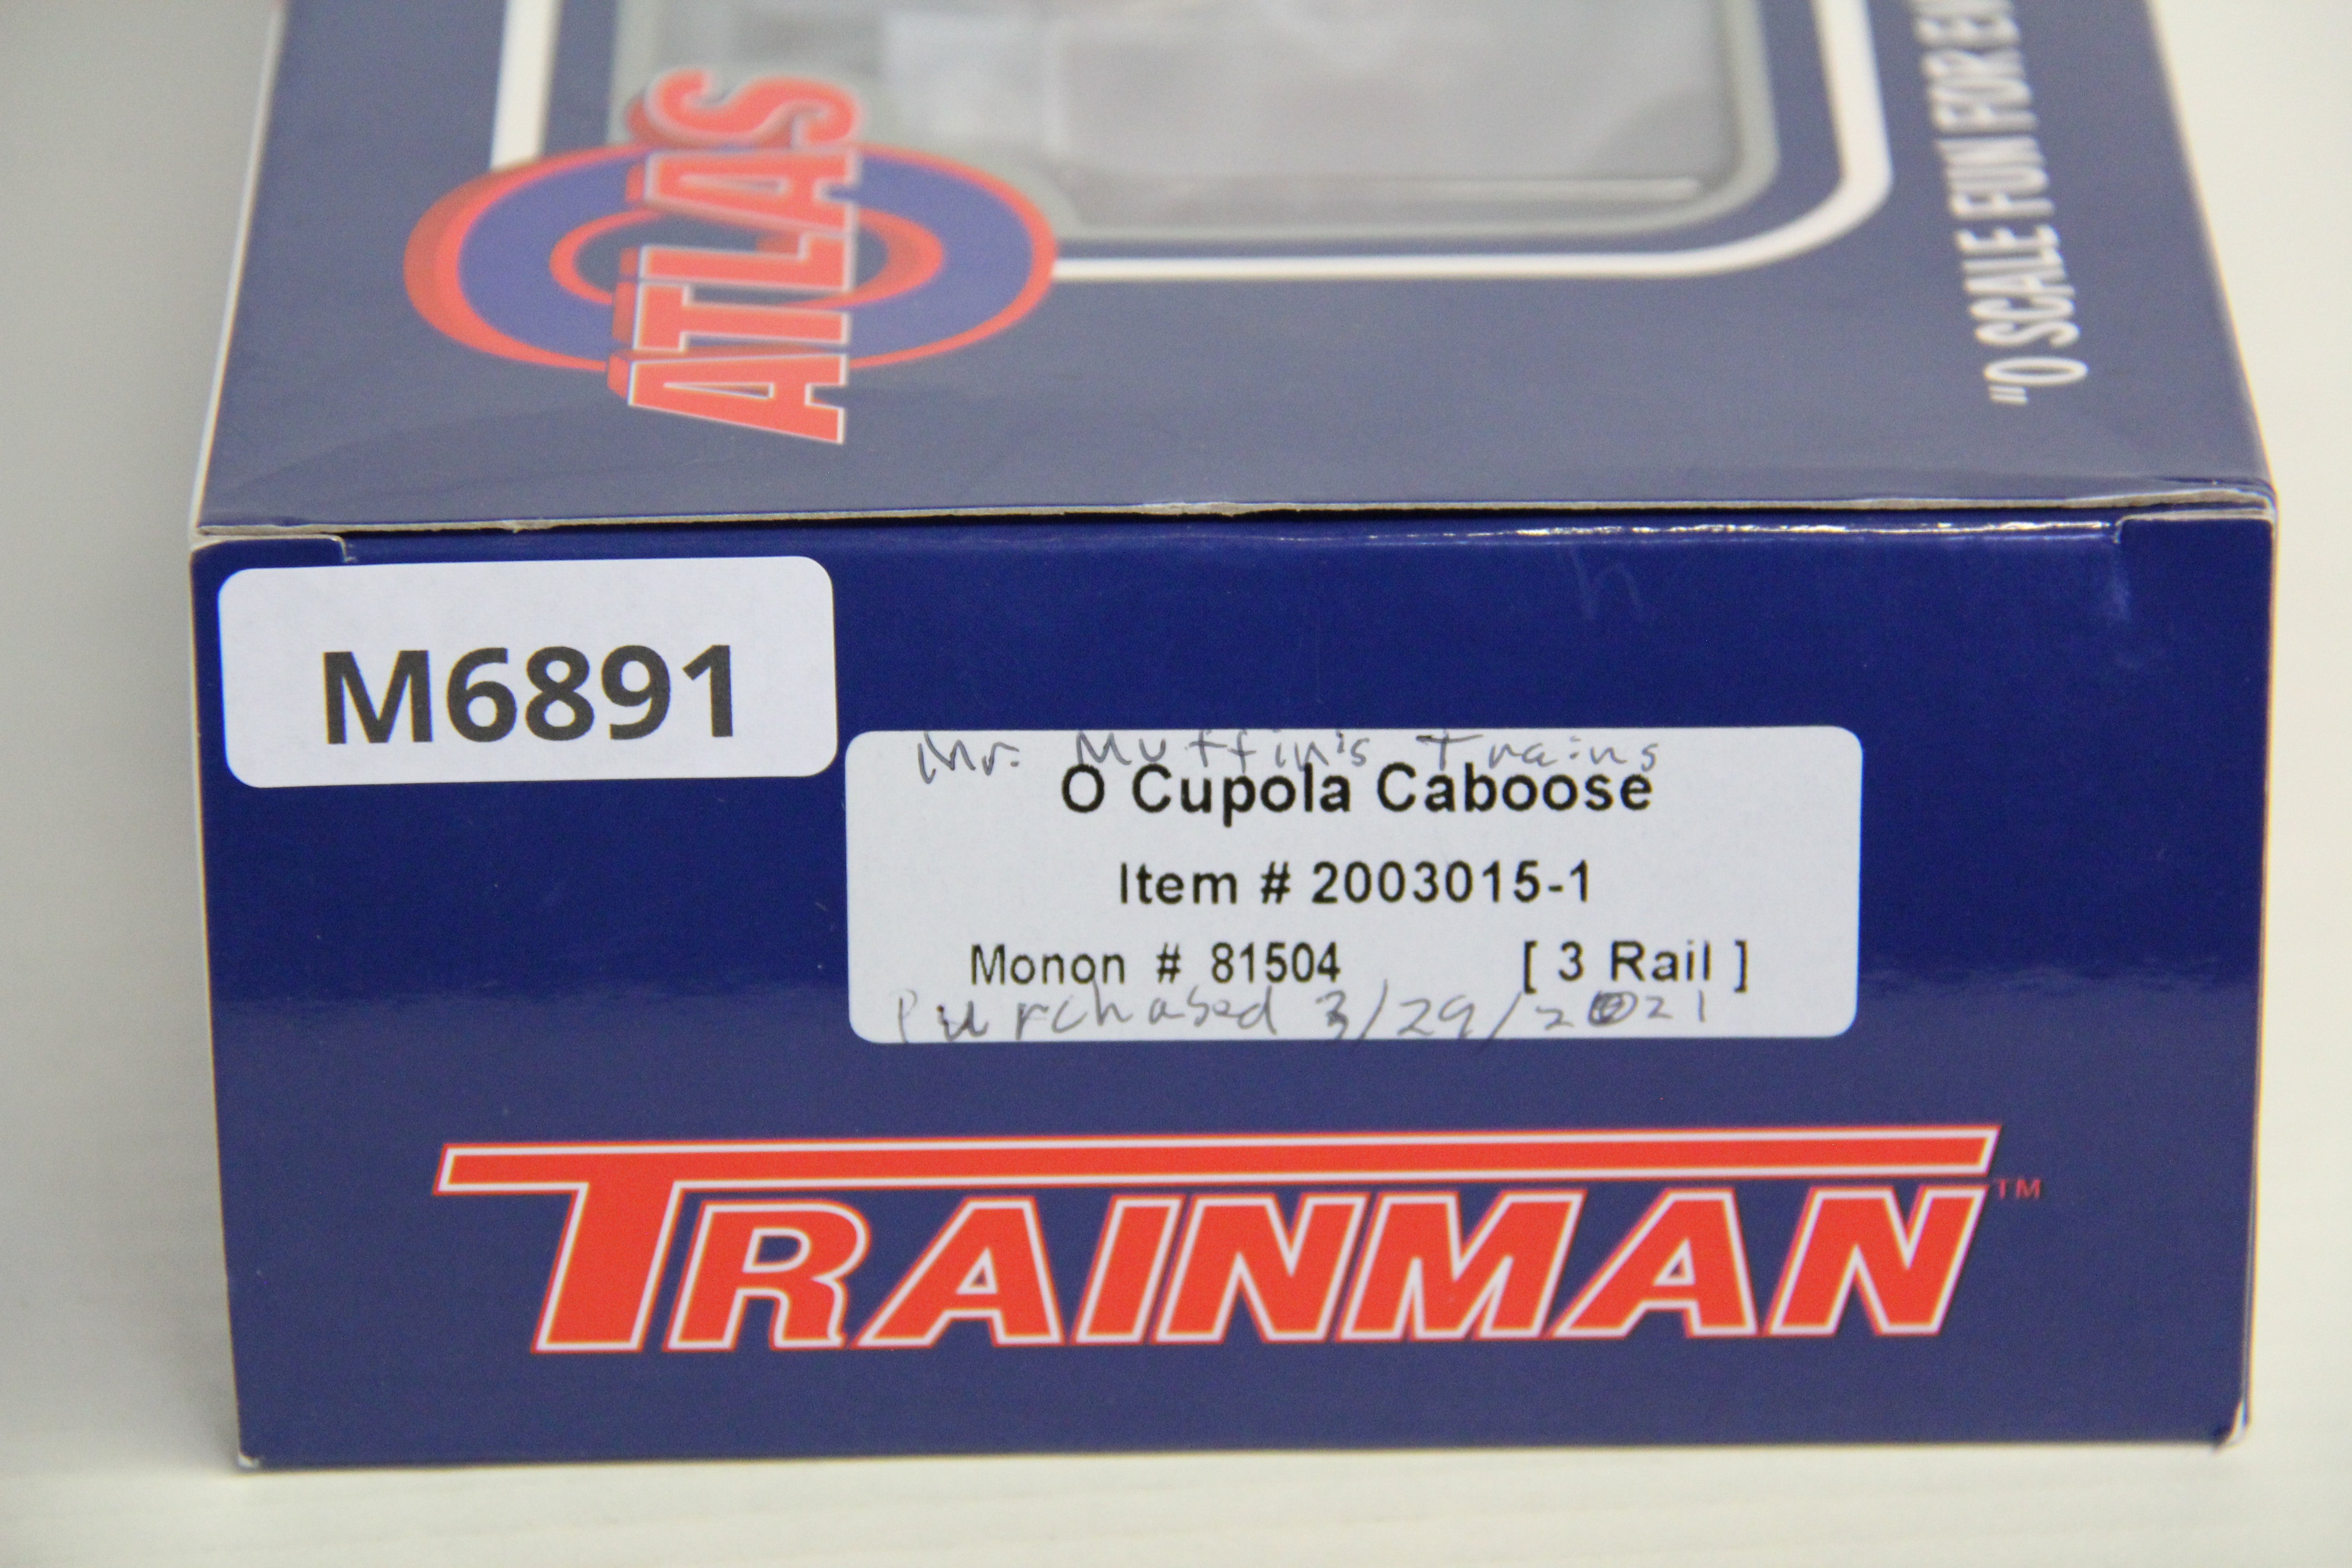 ATLAS
"O SCALE FUN FOR
M6891
Mr. Muffin's Trains
O Cupola Caboose
Item # 2003015-1
Monon # 81504 [ 3 Rail ]
Purchased 3/29/2021
TRAINMAN™